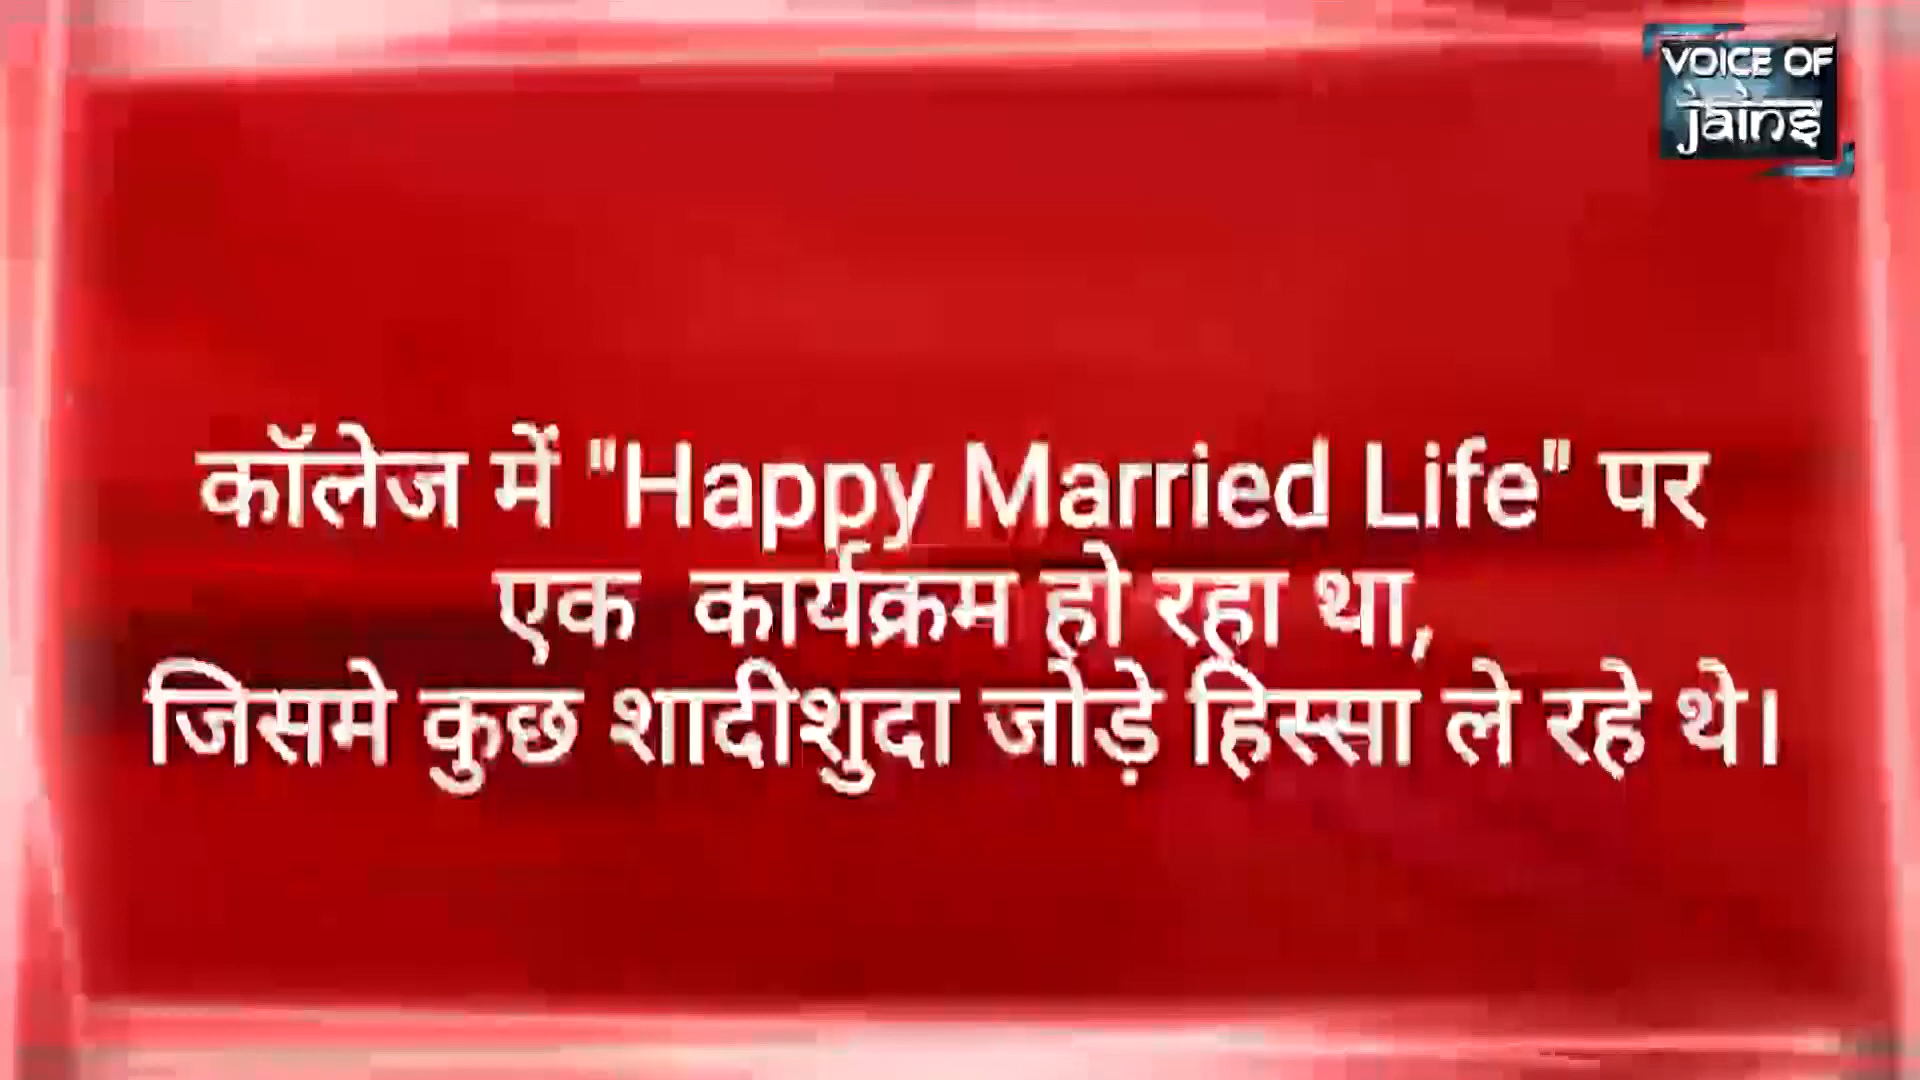 VOICE OF
jains
कॉलेज में "Happy Married Life" पर
एक कार्यक्रम हो रहा था,
जिसमे कुछ शादीशुदा जोड़े हिस्सा ले रहे थे।